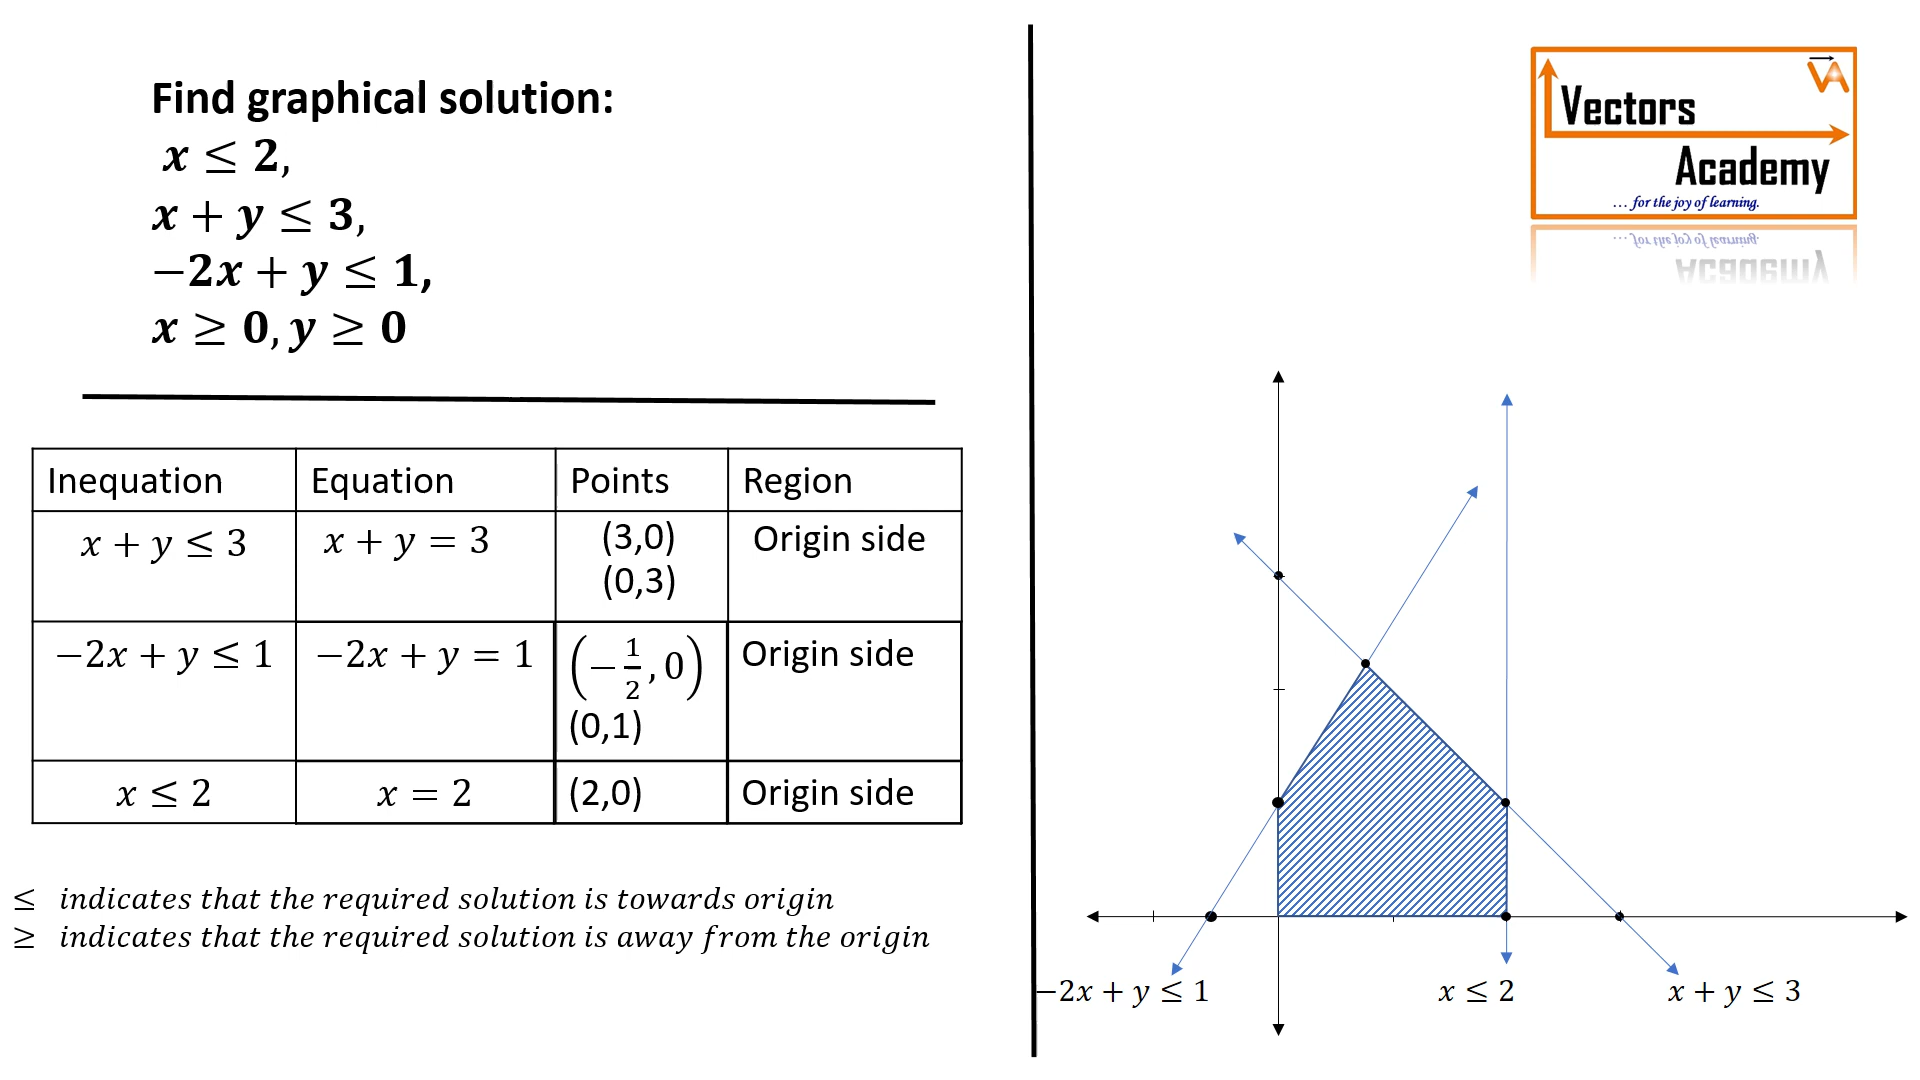 Find graphical solution:
x ≤ 2,
x + y ≤ 3,
−2x + y ≤ 1,
x ≥ 0, y ≥ 0
Vectors
Academy
... for the joy of learning.
Inequation Equation Points Region
x + y ≤ 3 x + y = 3 (3,0) Origin side
(0,3)
−2x + y ≤ 1 −2x + y = 1 (−1/2, 0) Origin side
(0,1)
x ≤ 2 x = 2 (2,0) Origin side
≤ indicates that the required solution is towards origin
≥ indicates that the required solution is away from the origin
−2x + y ≤ 1 x ≤ 2 x + y ≤ 3